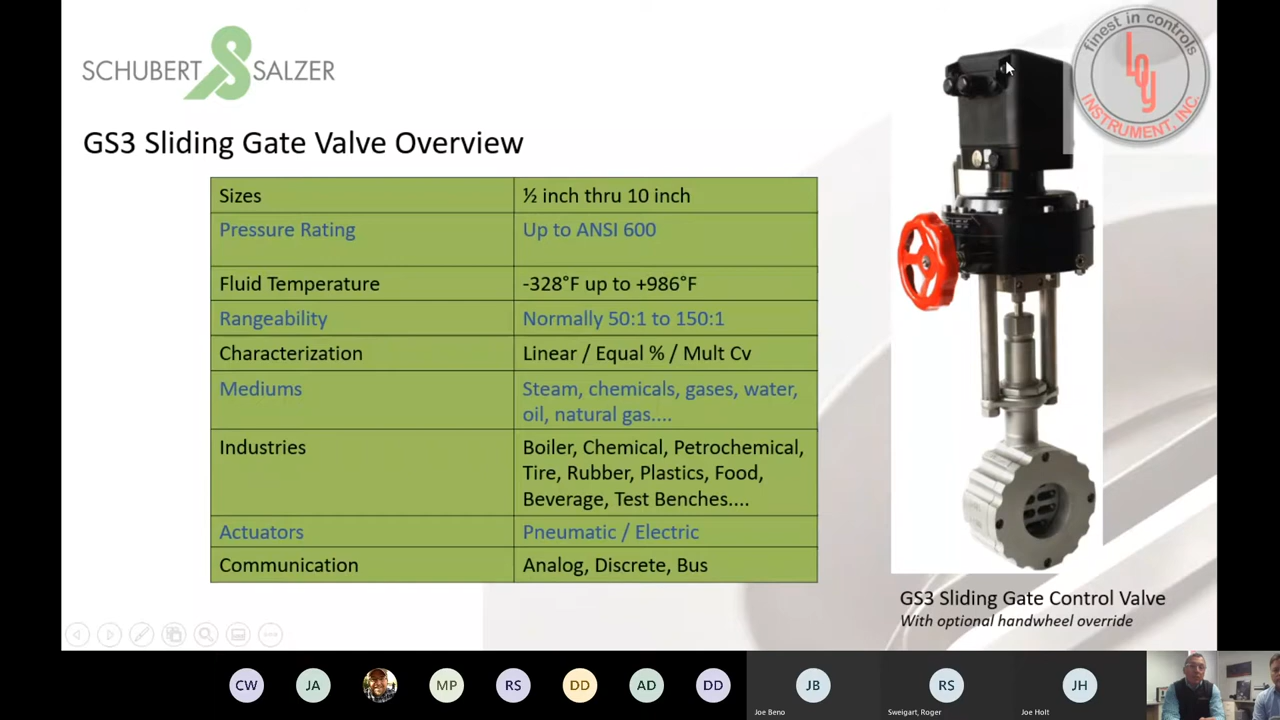 SCHUBERT SALZER
finest in controls
Loy
INSTRUMENT, INC.
GS3 Sliding Gate Valve Overview
Sizes ½ inch thru 10 inch
Pressure Rating Up to ANSI 600
Fluid Temperature -328°F up to +986°F
Rangeability Normally 50:1 to 150:1
Characterization Linear / Equal % / Mult Cv
Mediums Steam, chemicals, gases, water,
oil, natural gas....
Industries Boiler, Chemical, Petrochemical,
Tire, Rubber, Plastics, Food,
Beverage, Test Benches....
Actuators Pneumatic / Electric
Communication Analog, Discrete, Bus
GS3 Sliding Gate Control Valve
With optional handwheel override
CW JA MP RS DD AD DD JB RS JH
Joe Beno Sweigart, Roger Joe Holt